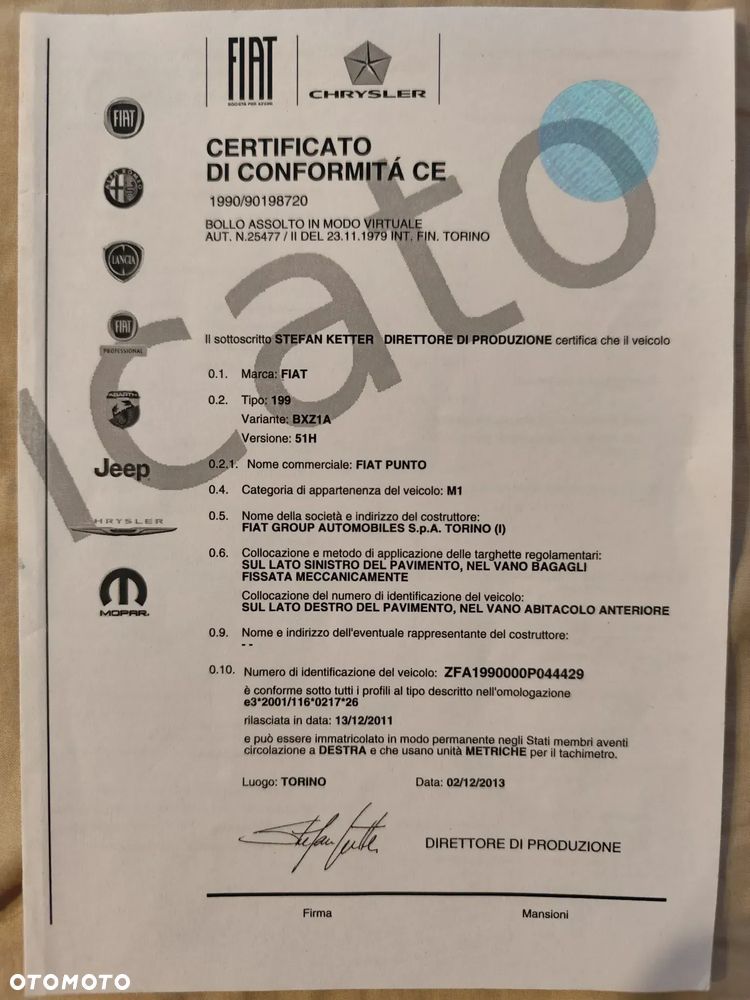 FIAT
SOCIETÀ PER AZIONI
CHRYSLER
FIAT
ALFA ROMEO
LANCIA
FIAT
PROFESSIONAL
ABARTH
Jeep
HRYSLER
MOPAR
icato
CERTIFICATO
DI CONFORMITÁ CE
1990/90198720
BOLLO ASSOLTO IN MODO VIRTUALE
AUT. N.25477 / II DEL 23.11.1979 INT. FIN. TORINO
Il sottoscritto STEFAN KETTER DIRETTORE DI PRODUZIONE certifica che il veicolo
0.1. Marca: FIAT
0.2. Tipo: 199
Variante: BXZ1A
Versione: 51H
0.2.1. Nome commerciale: FIAT PUNTO
0.4. Categoria di appartenenza del veicolo: M1
0.5. Nome della società e indirizzo del costruttore:
FIAT GROUP AUTOMOBILES S.p.A. TORINO (I)
0.6. Collocazione e metodo di applicazione delle targhette regolamentari:
SUL LATO SINISTRO DEL PAVIMENTO, NEL VANO BAGAGLI
FISSATA MECCANICAMENTE
Collocazione del numero di identificazione del veicolo:
SUL LATO DESTRO DEL PAVIMENTO, NEL VANO ABITACOLO ANTERIORE
0.9. Nome e indirizzo dell'eventuale rappresentante del costruttore:
- -
0.10. Numero di identificazione del veicolo: ZFA1990000P044429
è conforme sotto tutti i profili al tipo descritto nell'omologazione
e3*2001/116*0217*26
rilasciata in data: 13/12/2011
e può essere immatricolato in modo permanente negli Stati membri aventi
circolazione a DESTRA e che usano unità METRICHE per il tachimetro.
Luogo: TORINO Data: 02/12/2013
DIRETTORE DI PRODUZIONE
Firma Mansioni
OTOMOTO